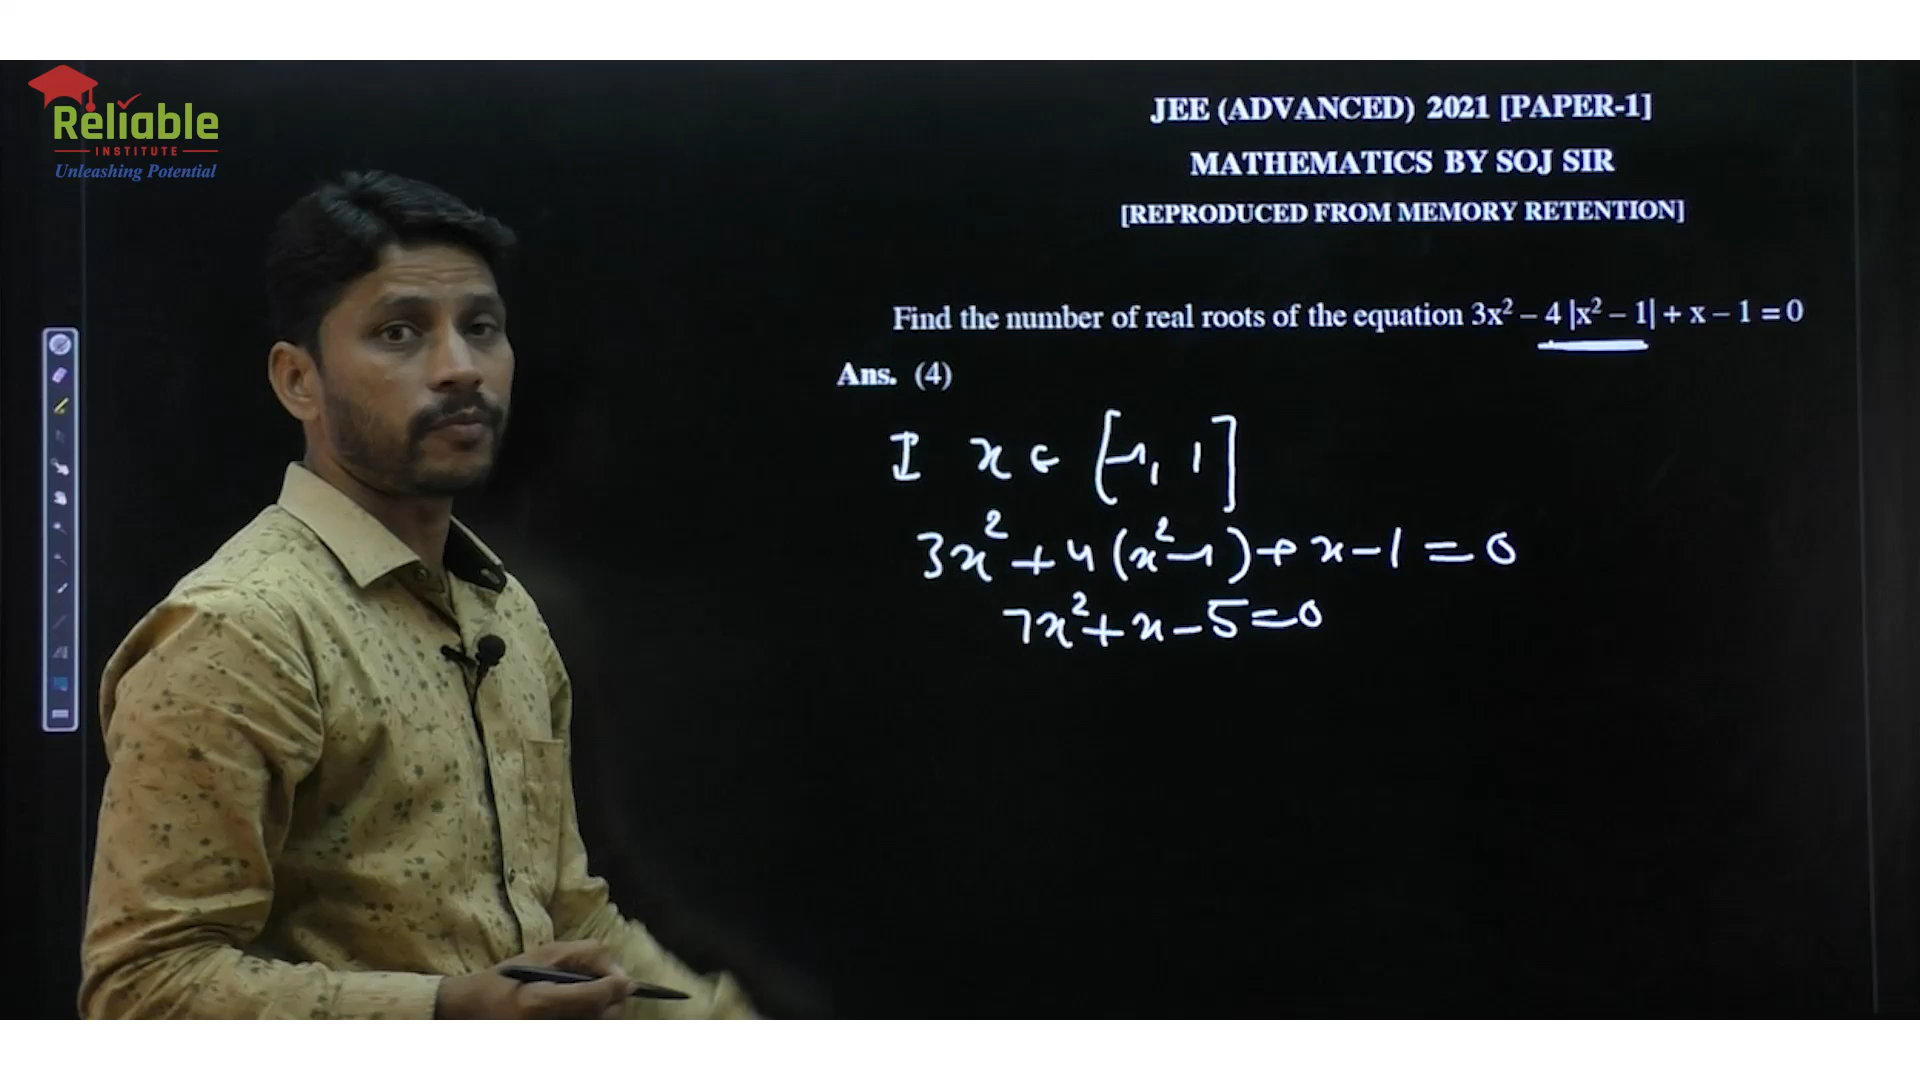 Reliable
INSTITUTE
Unleashing Potential
JEE (ADVANCED) 2021 [PAPER-1]
MATHEMATICS BY SOJ SIR
[REPRODUCED FROM MEMORY RETENTION]
Find the number of real roots of the equation 3x² – 4 |x² – 1| + x – 1 = 0
Ans. (4)
I x ∈ [-1, 1]
3x² + 4(x² - 1) + x - 1 = 0
7x² + x - 5 = 0